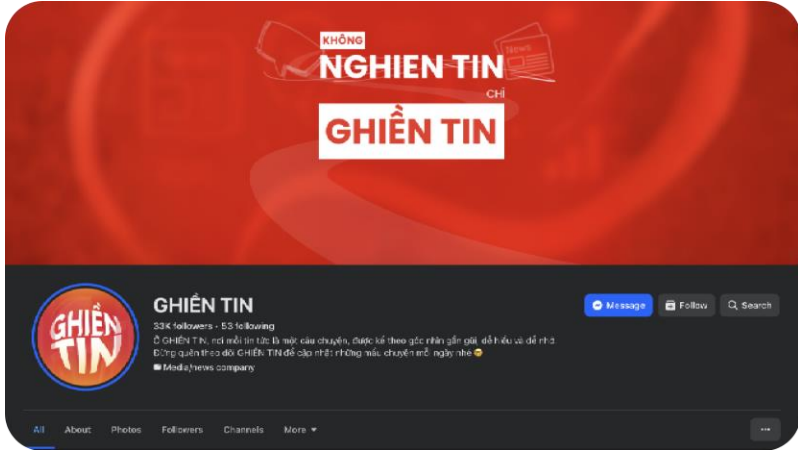 KHÔNG
NGHIEN TIN
News
CHỈ
GHIỀN TIN
GHIỀN TIN
GHIỀN TIN
33K followers • 53 following
Ở GHIỀN TIN, nơi mỗi tin tức là một câu chuyện, được kể theo góc nhìn gần gũi, dễ hiểu và dễ nhớ.
Đừng quên theo dõi GHIỀN TIN để cập nhật những mẩu chuyện mỗi ngày nhé 😎
Media/news company
Message
Follow
Search
All
About
Photos
Followers
Channels
More